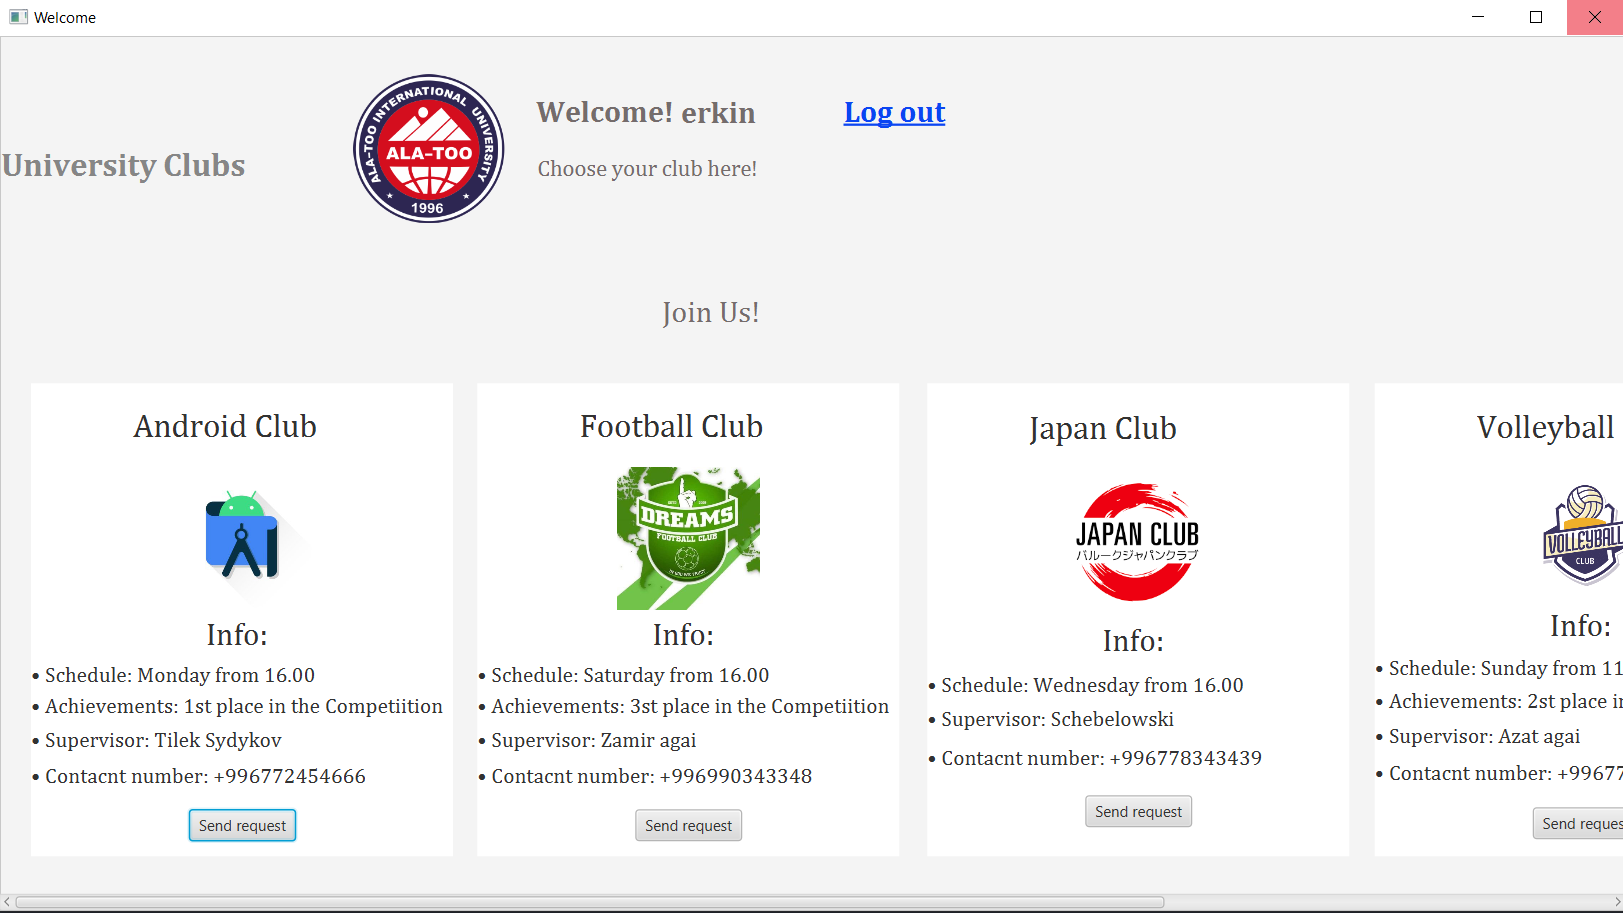 Welcome
ALA-TOO INTERNATIONAL UNIVERSITY
ALA-TOO
1996
Welcome! erkin
Log out
University Clubs
Choose your club here!
Join Us!
Android Club
Info:
• Schedule: Monday from 16.00
• Achievements: 1st place in the Competiition
• Supervisor: Tilek Sydykov
• Contacnt number: +996772454666
Send request
Football Club
DREAMS
FOOTBALL CLUB
Info:
• Schedule: Saturday from 16.00
• Achievements: 3st place in the Competiition
• Supervisor: Zamir agai
• Contacnt number: +996990343348
Send request
Japan Club
JAPAN CLUB
バルークジャパンクラブ
Info:
• Schedule: Wednesday from 16.00
• Supervisor: Schebelowski
• Contacnt number: +996778343439
Send request
Volleyball
VOLLEYBALL
CLUB
Info:
• Schedule: Sunday from 11
• Achievements: 2st place in
• Supervisor: Azat agai
• Contacnt number: +99677
Send reques